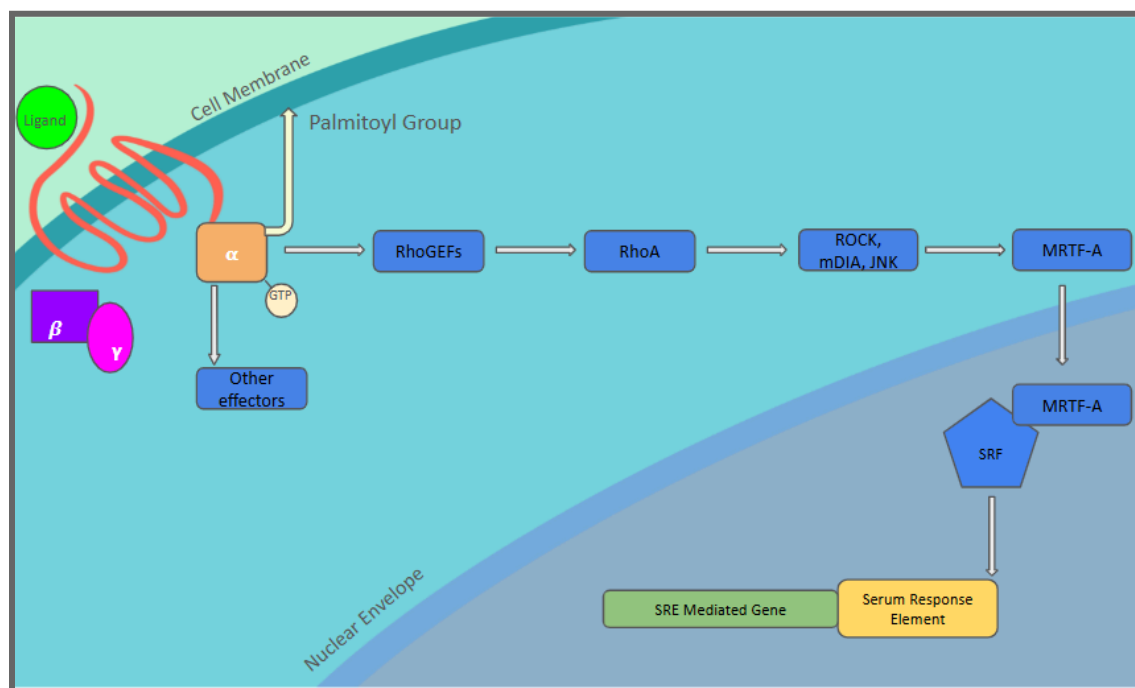 Cell Membrane
Ligand
Palmitoyl Group
α
GTP
RhoGEFs
RhoA
ROCK,
mDIA, JNK
MRTF-A
β
γ
Other
effectors
MRTF-A
SRF
Nuclear Envelope
SRE Mediated Gene
Serum Response
Element